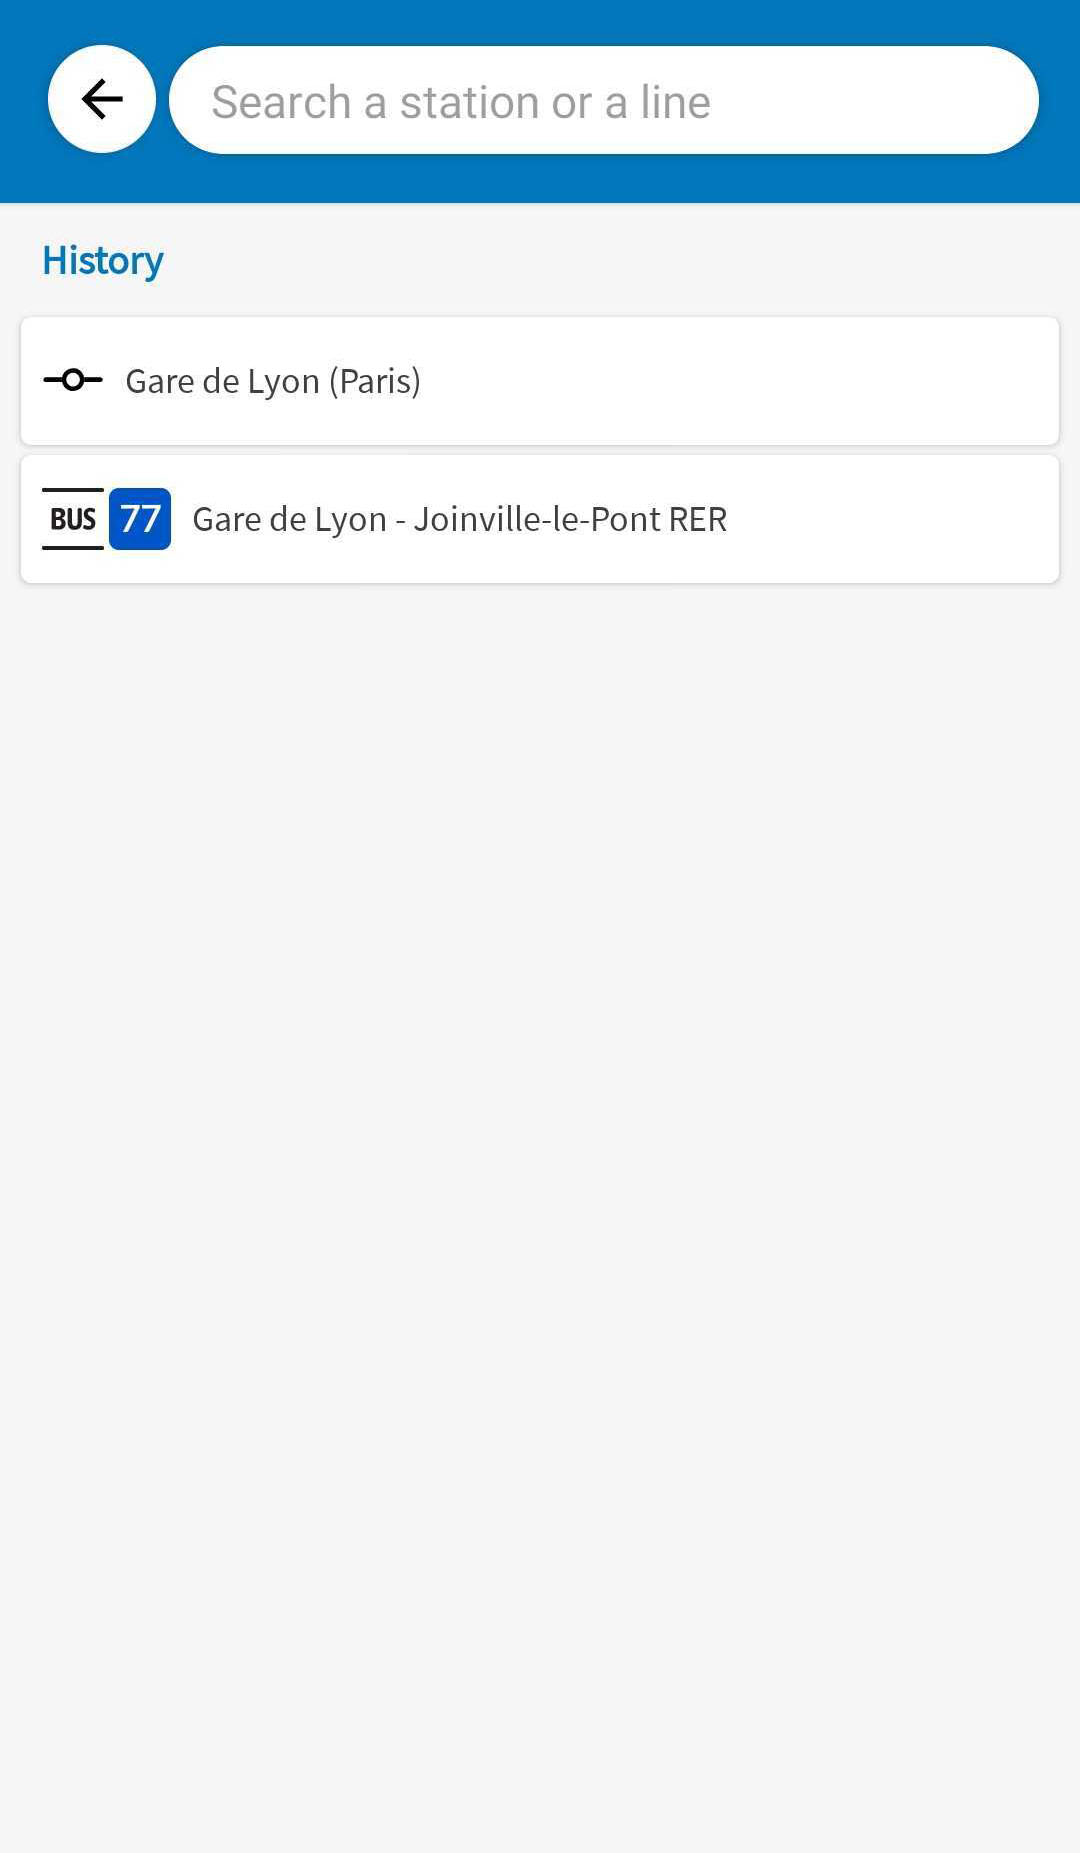 Search a station or a line
History
Gare de Lyon (Paris)
BUS 77 Gare de Lyon - Joinville-le-Pont RER